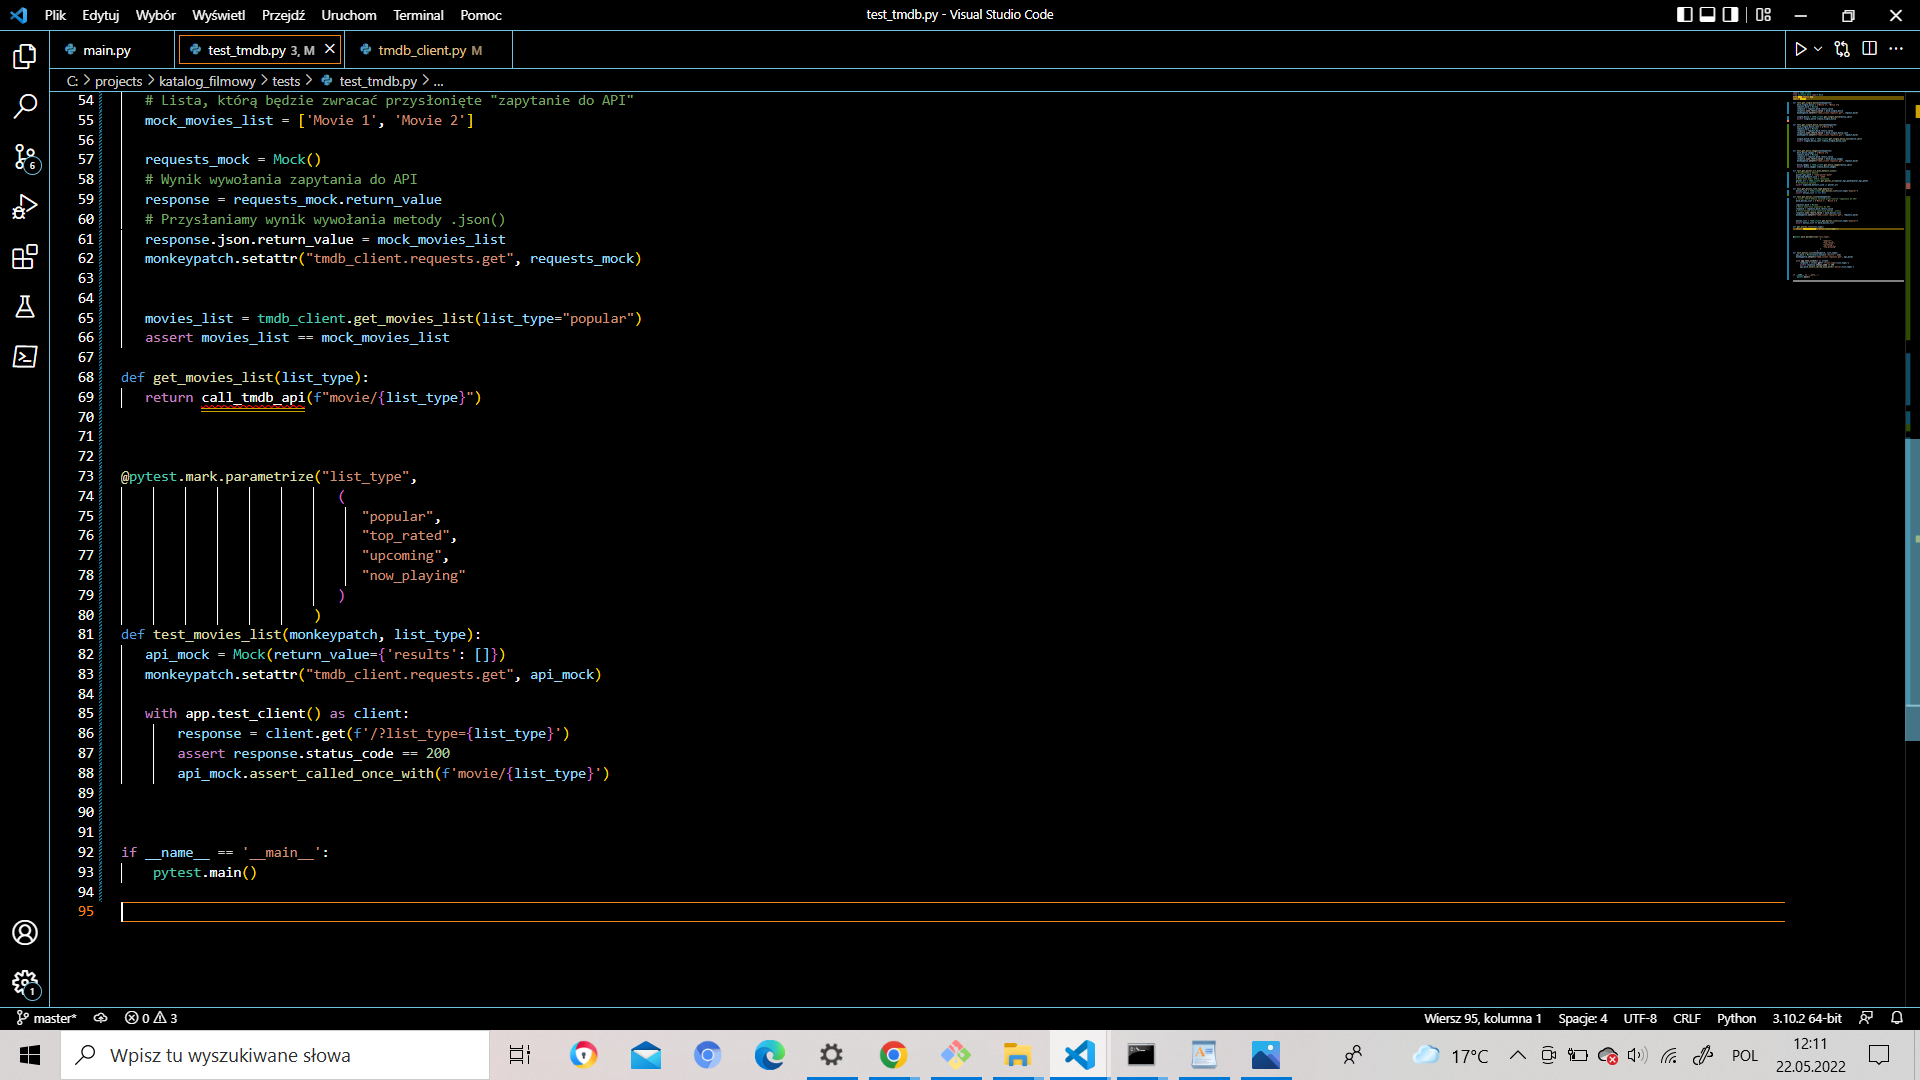 Plik Edytuj Wybór Wyświetl Przejdź Uruchom Terminal Pomoc
test_tmdb.py - Visual Studio Code
main.py
test_tmdb.py 3, M
tmdb_client.py M
C: > projects > katalog_filmowy > tests > test_tmdb.py > ...
54 # Lista, którą będzie zwracać przysłonięte "zapytanie do API"
55 mock_movies_list = ['Movie 1', 'Movie 2']
56
57 requests_mock = Mock()
58 # Wynik wywołania zapytania do API
59 response = requests_mock.return_value
60 # Przysłaniamy wynik wywołania metody .json()
61 response.json.return_value = mock_movies_list
62 monkeypatch.setattr("tmdb_client.requests.get", requests_mock)
63
64
65 movies_list = tmdb_client.get_movies_list(list_type="popular")
66 assert movies_list == mock_movies_list
67
68 def get_movies_list(list_type):
69 return call_tmdb_api(f"movie/{list_type}")
70
71
72
73 @pytest.mark.parametrize("list_type",
74 (
75 "popular",
76 "top_rated",
77 "upcoming",
78 "now_playing"
79 )
80 )
81 def test_movies_list(monkeypatch, list_type):
82 api_mock = Mock(return_value={'results': []})
83 monkeypatch.setattr("tmdb_client.requests.get", api_mock)
84
85 with app.test_client() as client:
86 response = client.get(f'/?list_type={list_type}')
87 assert response.status_code == 200
88 api_mock.assert_called_once_with(f'movie/{list_type}')
89
90
91
92 if __name__ == '__main__':
93 pytest.main()
94
95
6
1
master* 0 3
Wiersz 95, kolumna 1 Spacje: 4 UTF-8 CRLF Python 3.10.2 64-bit
Wpisz tu wyszukiwane słowa
17°C
POL
12:11
22.05.2022